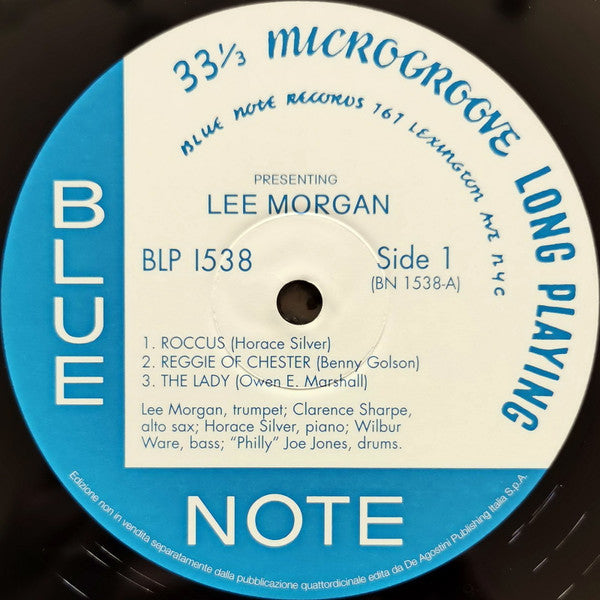 33⅓ MICROGROOVE LONG PLAYING
BLUE NOTE RECORDS 767 LEXINGTON AVE NYC
PRESENTING
LEE MORGAN
BLP 1538
Side 1
(BN 1538-A)
1. ROCCUS (Horace Silver)
2. REGGIE OF CHESTER (Benny Golson)
3. THE LADY (Owen E. Marshall)
Lee Morgan, trumpet; Clarence Sharpe,
alto sax; Horace Silver, piano; Wilbur
Ware, bass; “Philly” Joe Jones, drums.
BLUE
NOTE
Edizione non in vendita separatamente dalla pubblicazione quattordicinale edita da De Agostini Publishing Italia S.p.A.